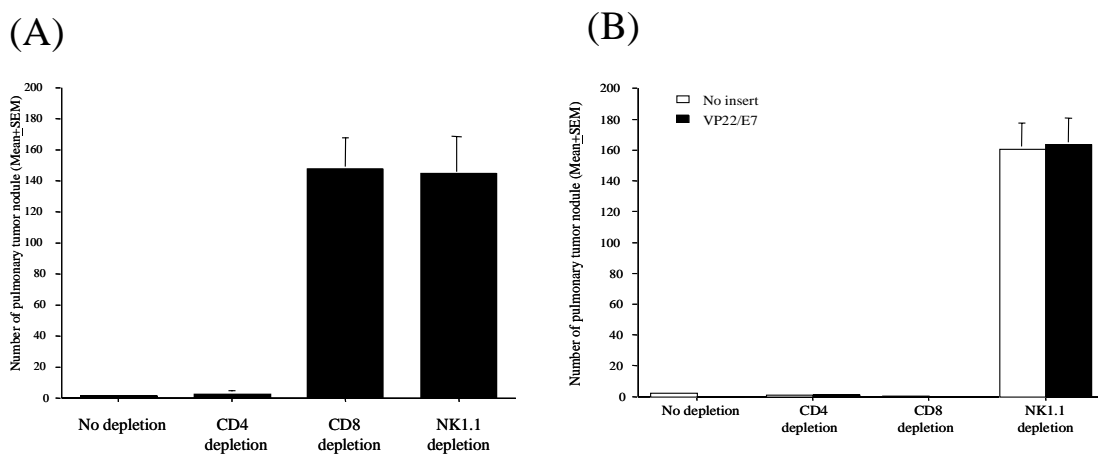 (A)
Number of pulmonary tumor nodule (Mean+SEM)
200
180
160
140
120
100
80
60
40
20
0
No depletion
CD4
depletion
CD8
depletion
NK1.1
depletion
(B)
Number of pulmonary tumor nodule (Mean+SEM)
200
180
160
140
120
100
80
60
40
20
0
No insert
VP22/E7
No depletion
CD4
depletion
CD8
depletion
NK1.1
depletion